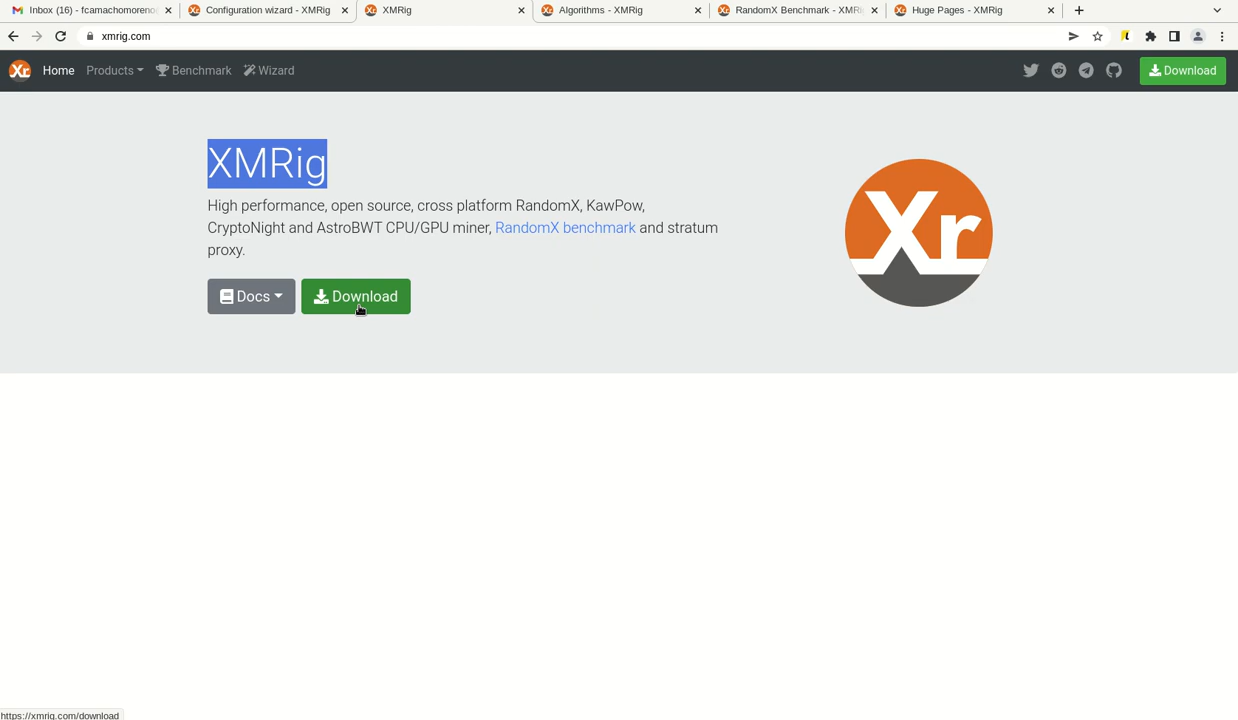 Inbox (16) - fcamachomoreno
Configuration wizard - XMRig
XMRig
Algorithms - XMRig
RandomX Benchmark - XMRi
Huge Pages - XMRig
xmrig.com
Xr Home Products Benchmark Wizard Download
XMRig
High performance, open source, cross platform RandomX, KawPow,
CryptoNight and AstroBWT CPU/GPU miner, RandomX benchmark and stratum
proxy.
Docs Download
Xr
https://xmrig.com/download